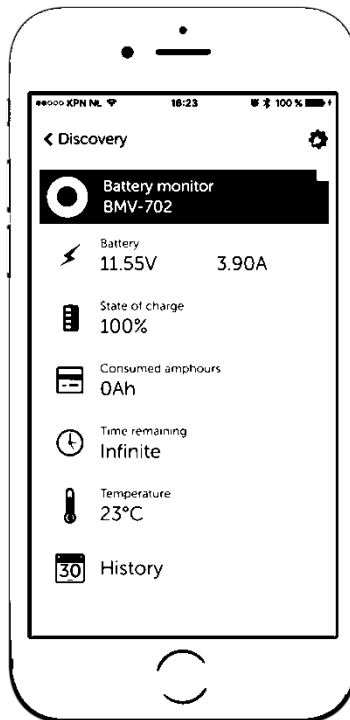 KPN NL 16:23 100 %
Discovery
Battery monitor
BMV-702
Battery
11.55V 3.90A
State of charge
100%
Consumed amphours
0Ah
Time remaining
Infinite
Temperature
23°C
30 History